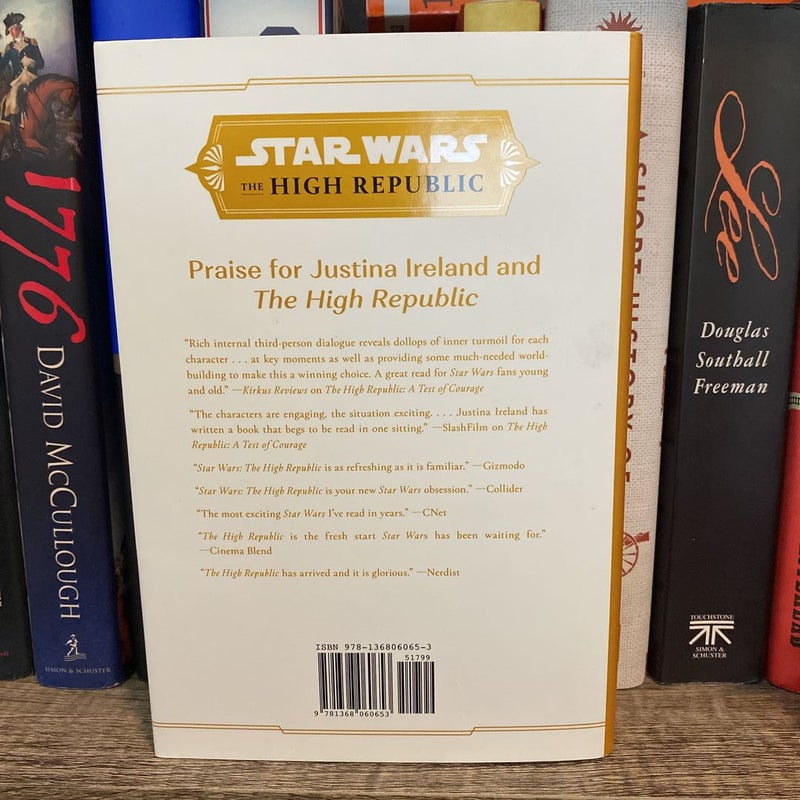 STAR WARS
THE HIGH REPUBLIC
Praise for Justina Ireland and
The High Republic
“Rich internal third-person dialogue reveals dollops of inner turmoil for each
character . . . at key moments as well as providing some much-needed world-
building to make this a winning choice. A great read for Star Wars fans young
and old.” —Kirkus Reviews on The High Republic: A Test of Courage
“The characters are engaging, the situation exciting. . . . Justina Ireland has
written a book that begs to be read in one sitting.” —SlashFilm on The High
Republic: A Test of Courage
“Star Wars: The High Republic is as refreshing as it is familiar.” —Gizmodo
“Star Wars: The High Republic is your new Star Wars obsession.” —Collider
“The most exciting Star Wars I’ve read in years.” —CNet
“The High Republic is the fresh start Star Wars has been waiting for.”
—Cinema Blend
“The High Republic has arrived and it is glorious.” —Nerdist
ISBN 978-136806065-3
51799
9 781368 060653
1776
DAVID McCULLOUGH
SIMON & SCHUSTER
A SHORT HISTORY OF
Lee
Douglas
Southall
Freeman
TOUCHSTONE
SIMON &
SCHUSTER